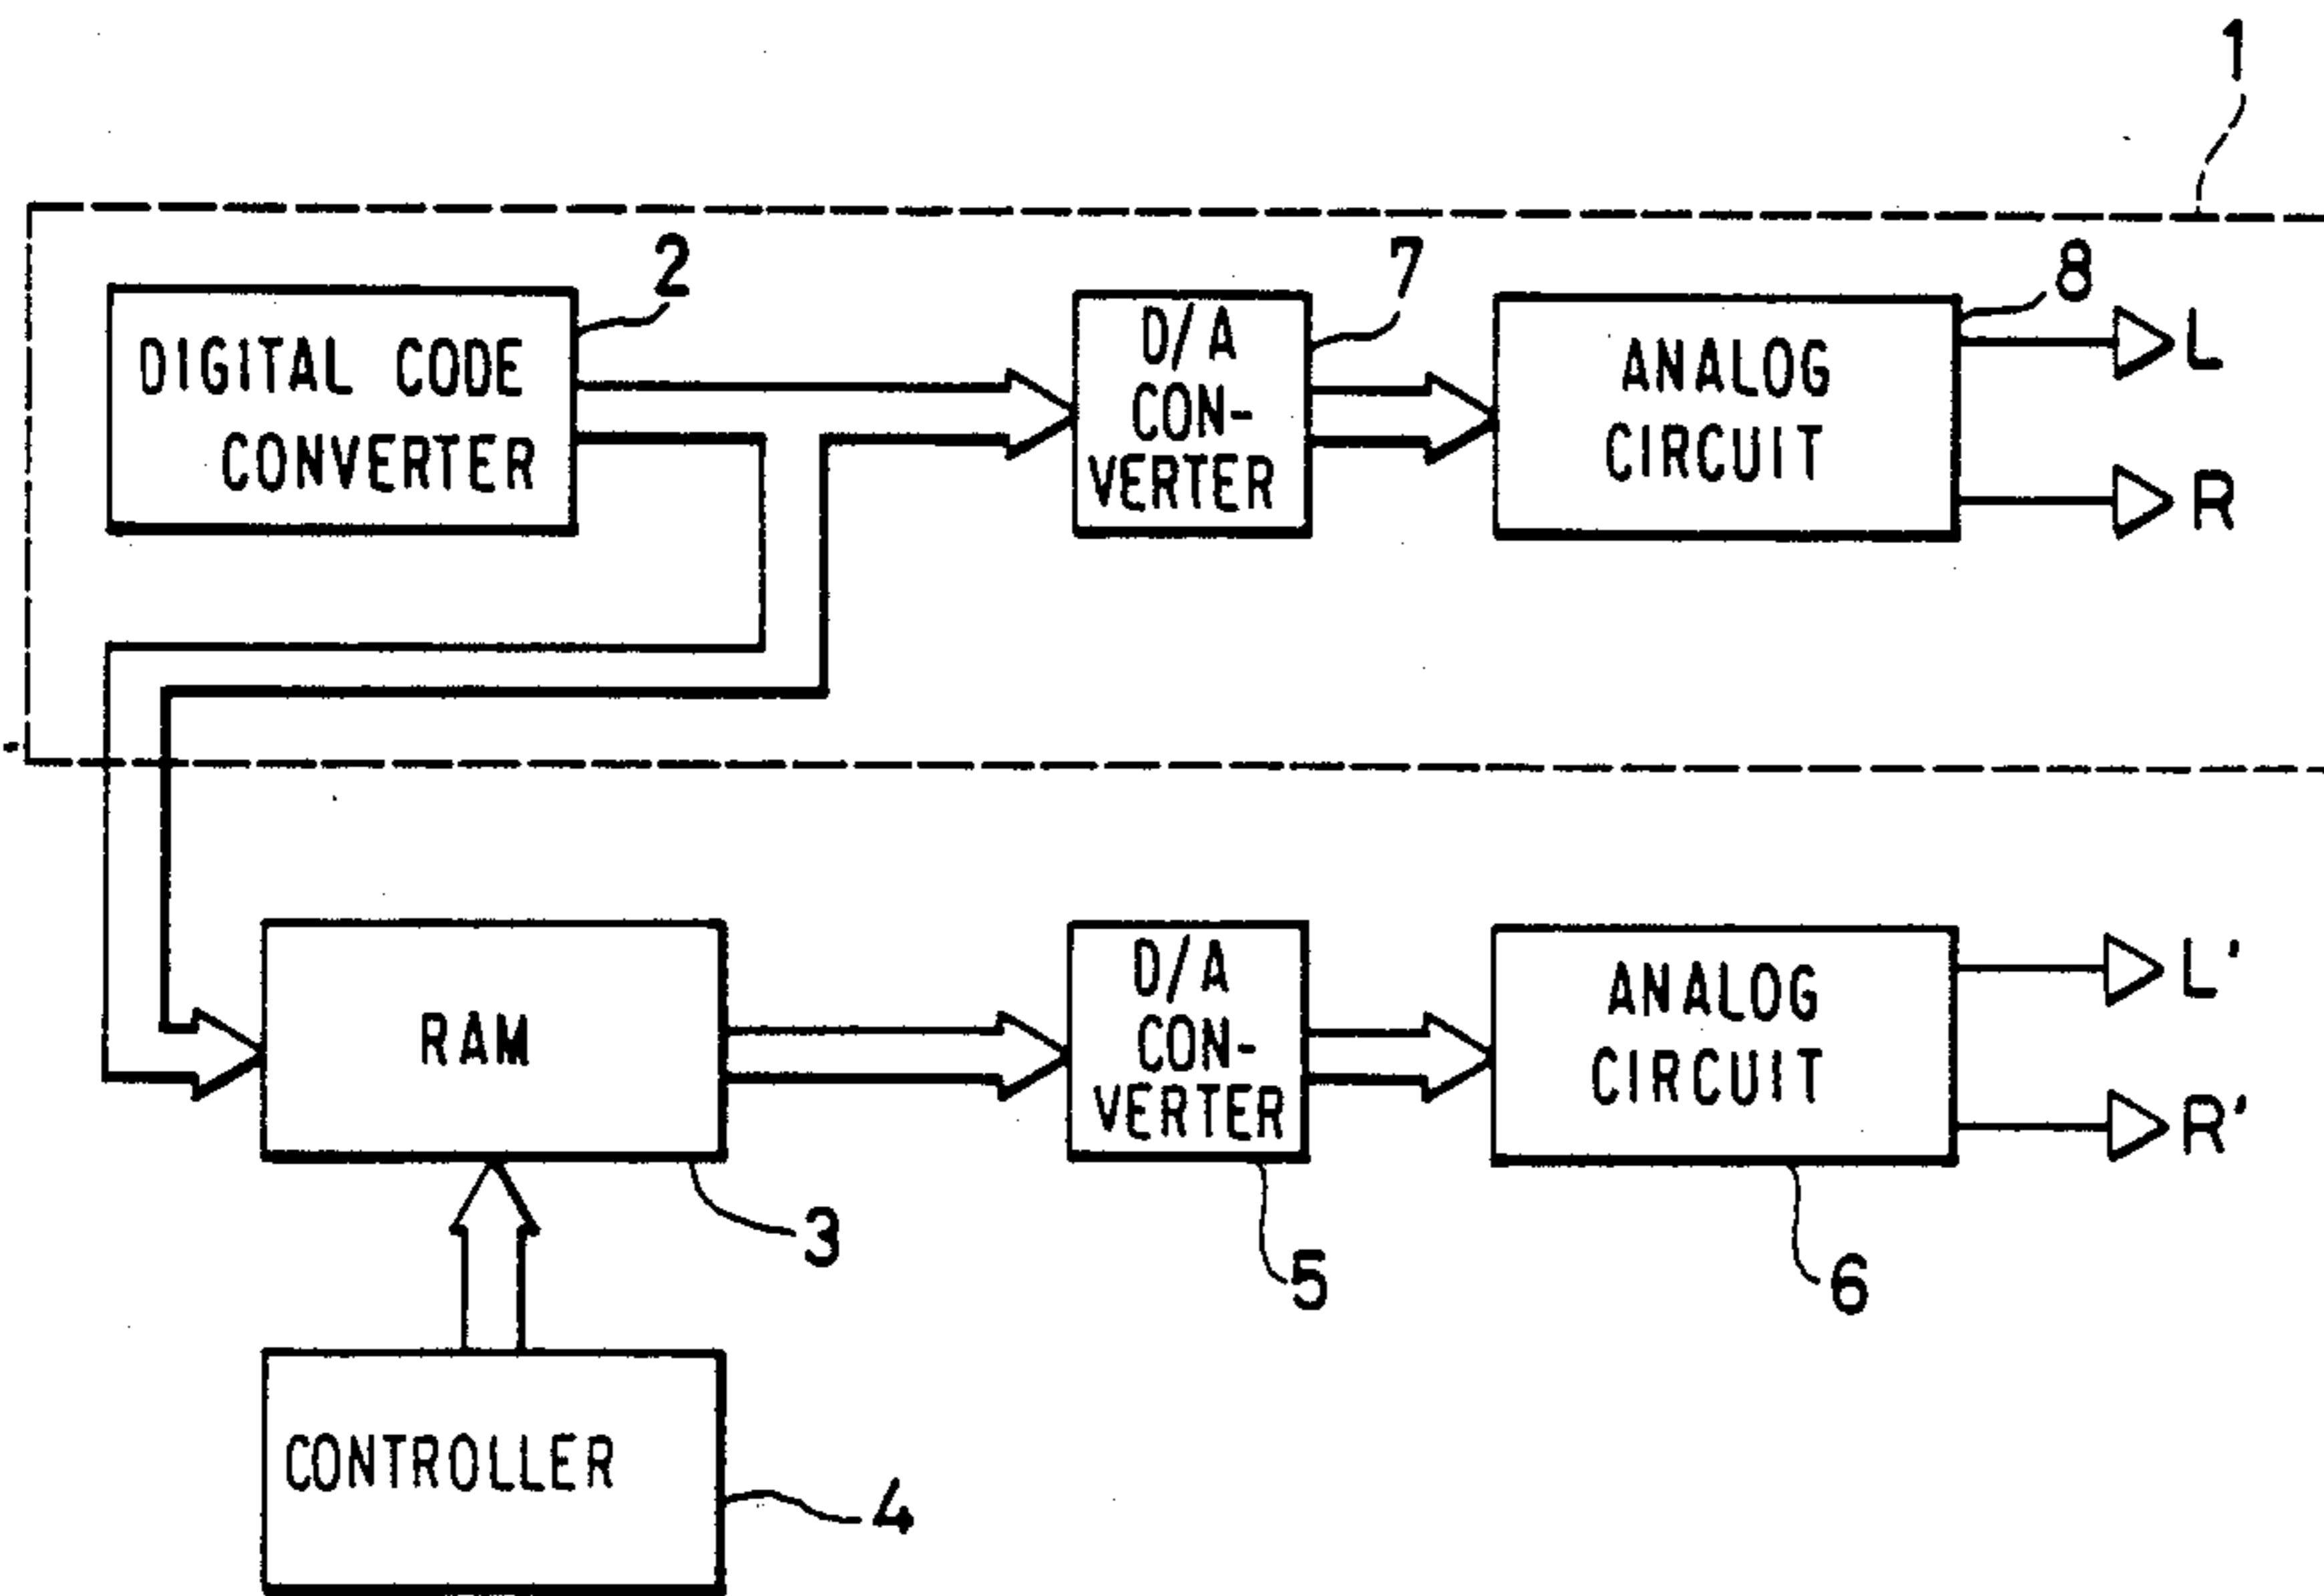 1
2
7
8
DIGITAL CODE
CONVERTER
D/A
CON-
VERTER
ANALOG
CIRCUIT
L
R
RAM
D/A
CON-
VERTER
ANALOG
CIRCUIT
L'
R'
3
5
6
CONTROLLER
4